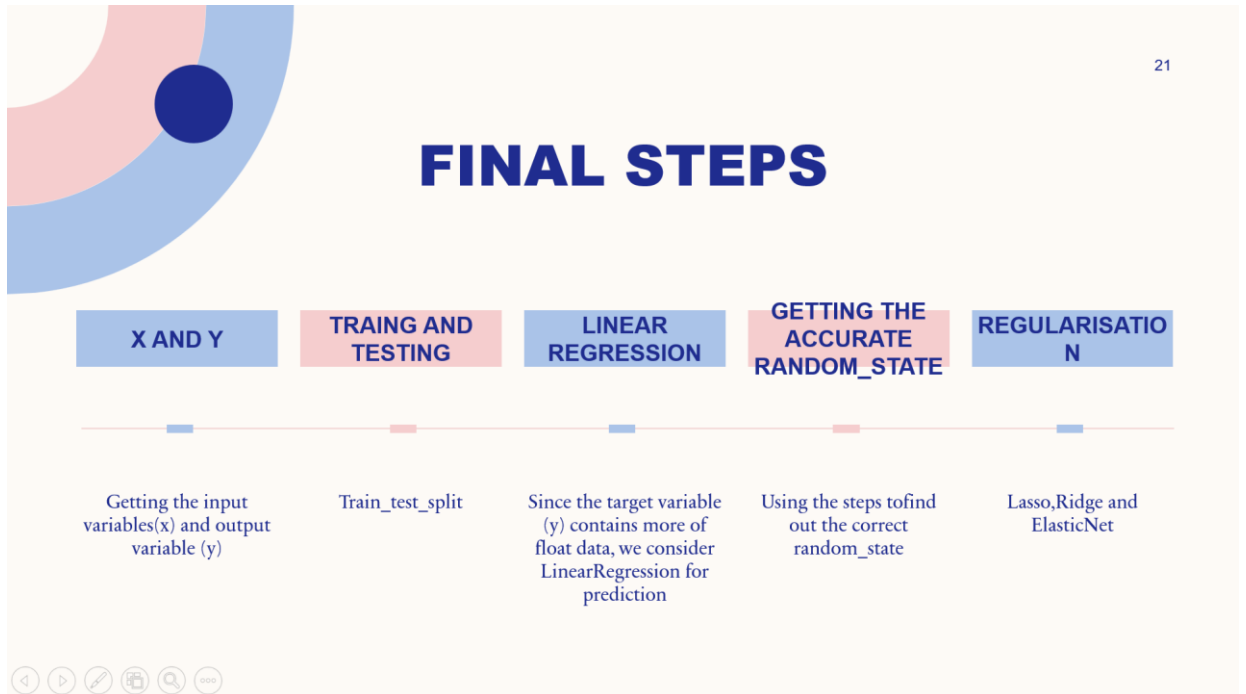 21
FINAL STEPS
X AND Y
TRAING AND
TESTING
LINEAR
REGRESSION
GETTING THE
ACCURATE
RANDOM_STATE
REGULARISATIO
N
Getting the input
variables(x) and output
variable (y)
Train_test_split
Since the target variable
(y) contains more of
float data, we consider
LinearRegression for
prediction
Using the steps tofind
out the correct
random_state
Lasso,Ridge and
ElasticNet